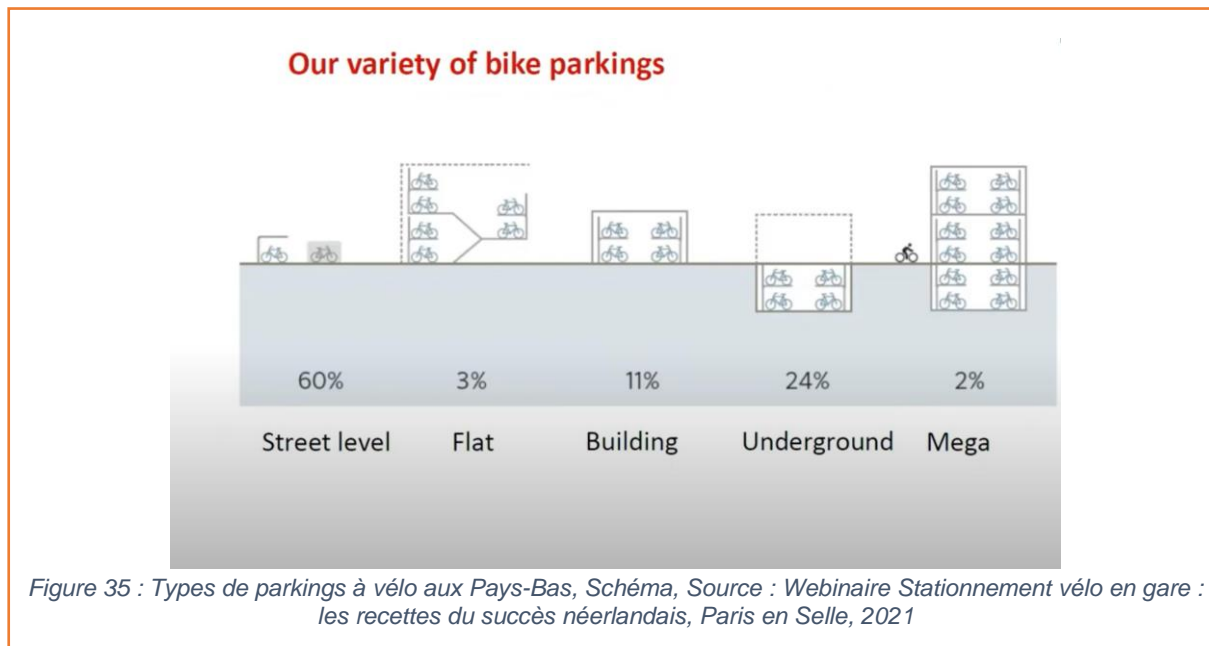 Our variety of bike parkings
60% 3% 11% 24% 2%
Street level Flat Building Underground Mega
Figure 35 : Types de parkings à vélo aux Pays-Bas, Schéma, Source : Webinaire Stationnement vélo en gare :
les recettes du succès néerlandais, Paris en Selle, 2021